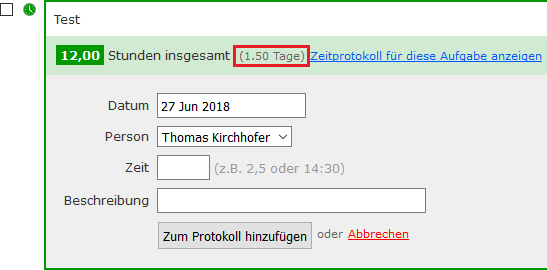 Test
12,00 Stunden insgesamt (1.50 Tage) Zeitprotokoll für diese Aufgabe anzeigen
Datum 27 Jun 2018
Person Thomas Kirchhofer
Zeit (z.B. 2,5 oder 14:30)
Beschreibung
Zum Protokoll hinzufügen oder Abbrechen